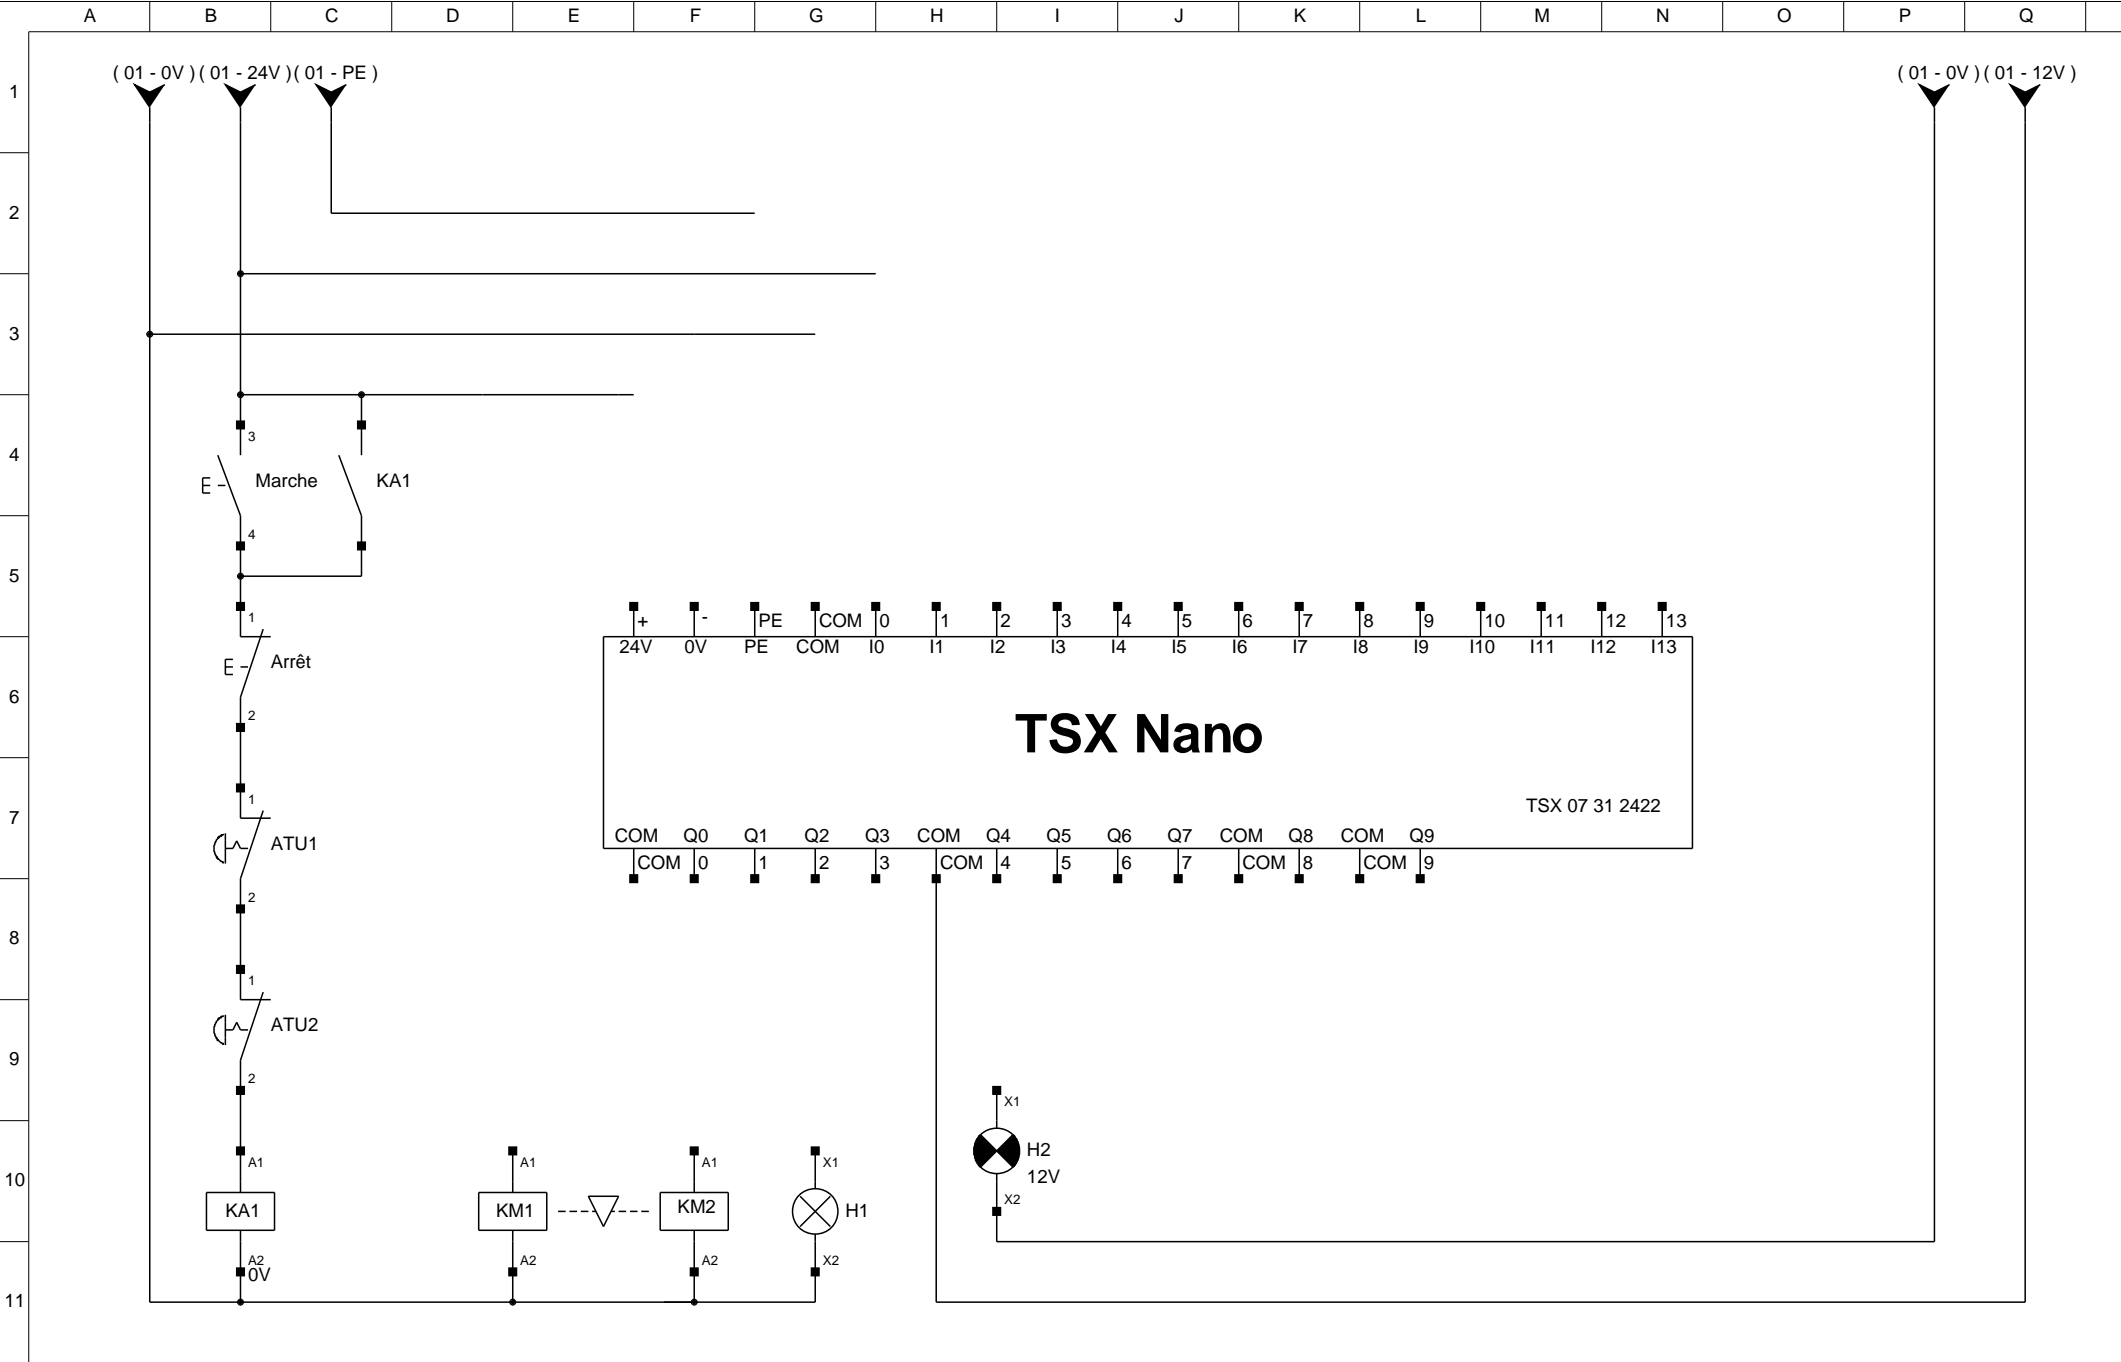 A B C D E F G H I J K L M N O P Q
( 01 - 0V ) ( 01 - 24V ) ( 01 - PE ) ( 01 - 0V ) ( 01 - 12V )
1
2
3
3
4 Marche KA1
4
5
1 + - PE COM 0 1 2 3 4 5 6 7 8 9 10 11 12 13
24V 0V PE COM I0 I1 I2 I3 I4 I5 I6 I7 I8 I9 I10 I11 I12 I13
Arrêt
6
2
TSX Nano
1
7 TSX 07 31 2422
COM Q0 Q1 Q2 Q3 COM Q4 Q5 Q6 Q7 COM Q8 COM Q9
ATU1
COM 0 1 2 3 COM 4 5 6 7 COM 8 COM 9
2
8
1
ATU2
9
2
X1
H2
A1 A1 A1 X1
10 12V
X2
KA1 KM1 KM2 H1
A2 A2 A2 X2
0V
11